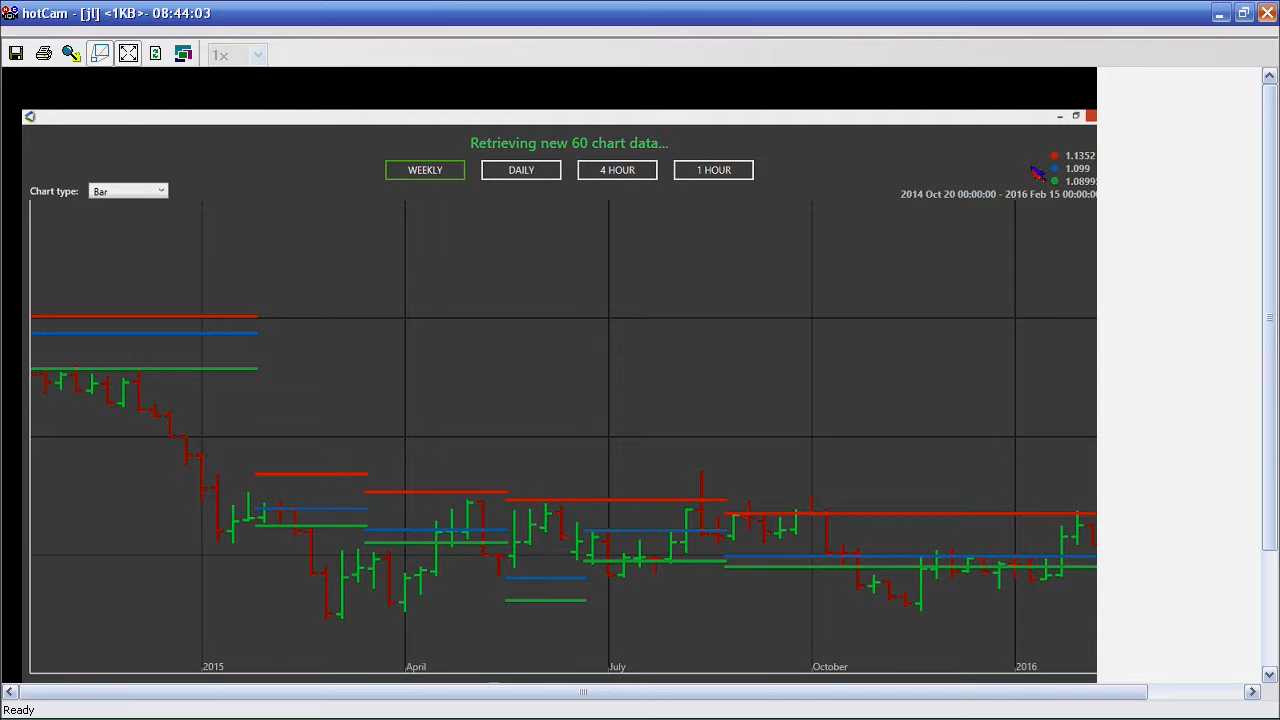 hotCam - [jl] <1KB>- 08:44:03
1x
Retrieving new 60 chart data...
WEEKLY DAILY 4 HOUR 1 HOUR
1.1352
1.099
1.0899
Chart type: Bar
2014 Oct 20 00:00:00 - 2016 Feb 15 00:00:00
2015 April July October 2016
Ready